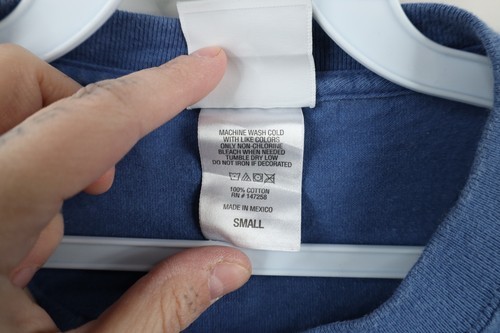 MACHINE WASH COLD
WITH LIKE COLORS
ONLY NON-CHLORINE
BLEACH WHEN NEEDED
TUMBLE DRY LOW
DO NOT IRON IF DECORATED
100% COTTON
RN # 147258
MADE IN MEXICO
SMALL